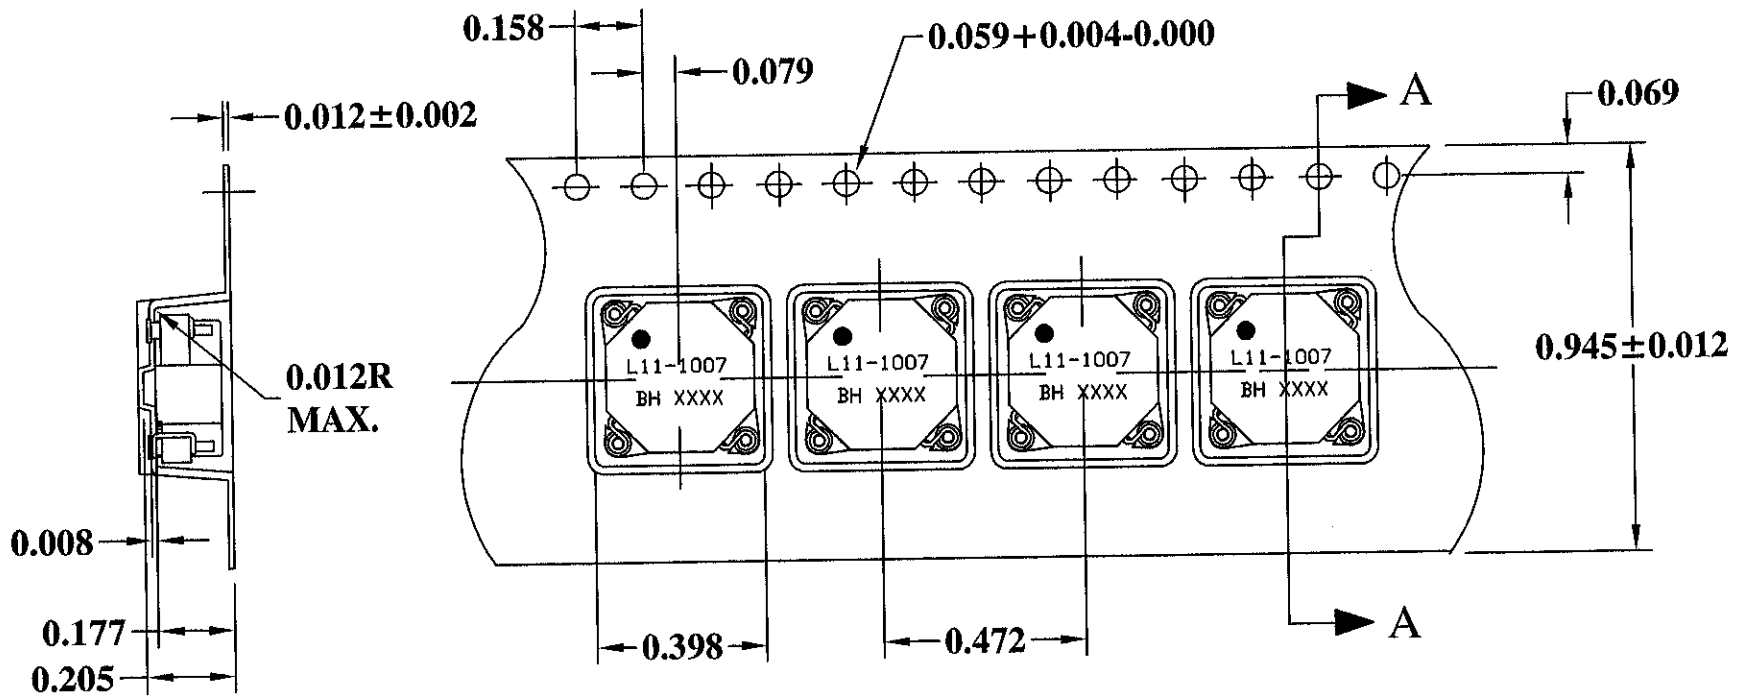 0.158
0.059+0.004-0.000
0.079
A
0.069
0.012±0.002
0.945±0.012
0.012R
MAX.
L11-1007
BH XXXX
L11-1007
BH XXXX
L11-1007
BH XXXX
L11-1007
BH XXXX
0.008
0.177
0.205
0.398
0.472
A